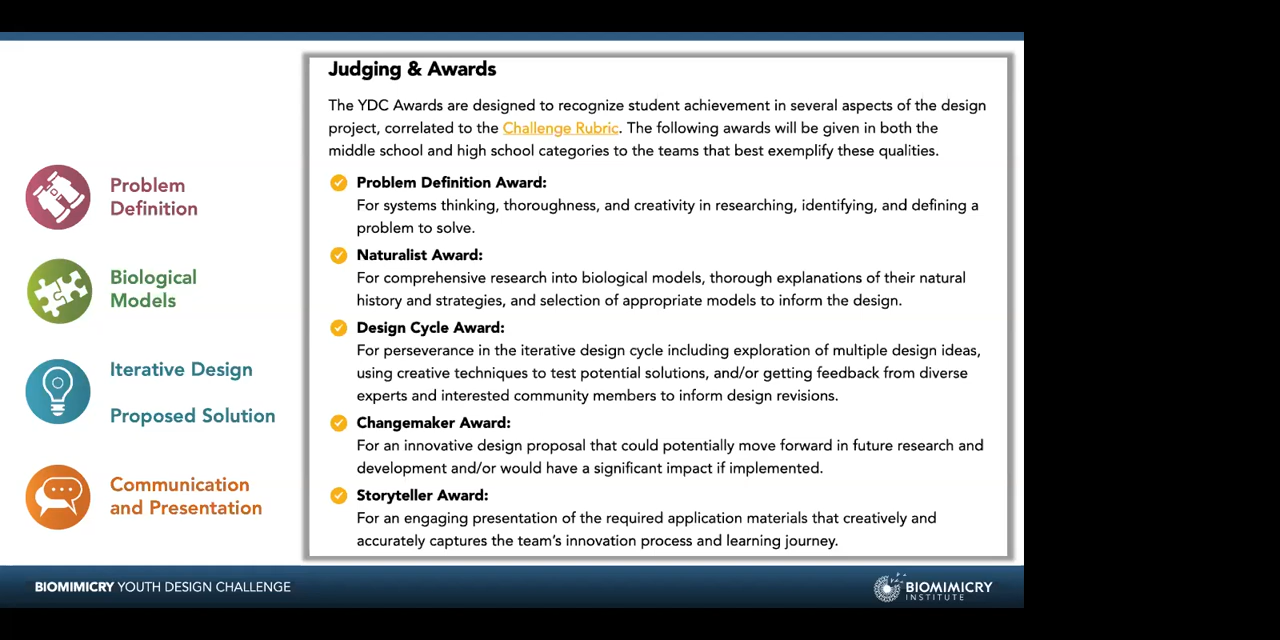 Judging & Awards
The YDC Awards are designed to recognize student achievement in several aspects of the design
project, correlated to the Challenge Rubric. The following awards will be given in both the
middle school and high school categories to the teams that best exemplify these qualities.
Problem Definition Award:
For systems thinking, thoroughness, and creativity in researching, identifying, and defining a
problem to solve.
Naturalist Award:
For comprehensive research into biological models, thorough explanations of their natural
history and strategies, and selection of appropriate models to inform the design.
Design Cycle Award:
For perseverance in the iterative design cycle including exploration of multiple design ideas,
using creative techniques to test potential solutions, and/or getting feedback from diverse
experts and interested community members to inform design revisions.
Changemaker Award:
For an innovative design proposal that could potentially move forward in future research and
development and/or would have a significant impact if implemented.
Storyteller Award:
For an engaging presentation of the required application materials that creatively and
accurately captures the team’s innovation process and learning journey.
Problem
Definition
Biological
Models
Iterative Design
Proposed Solution
Communication
and Presentation
BIOMIMICRY YOUTH DESIGN CHALLENGE
BIOMIMICRY
INSTITUTE